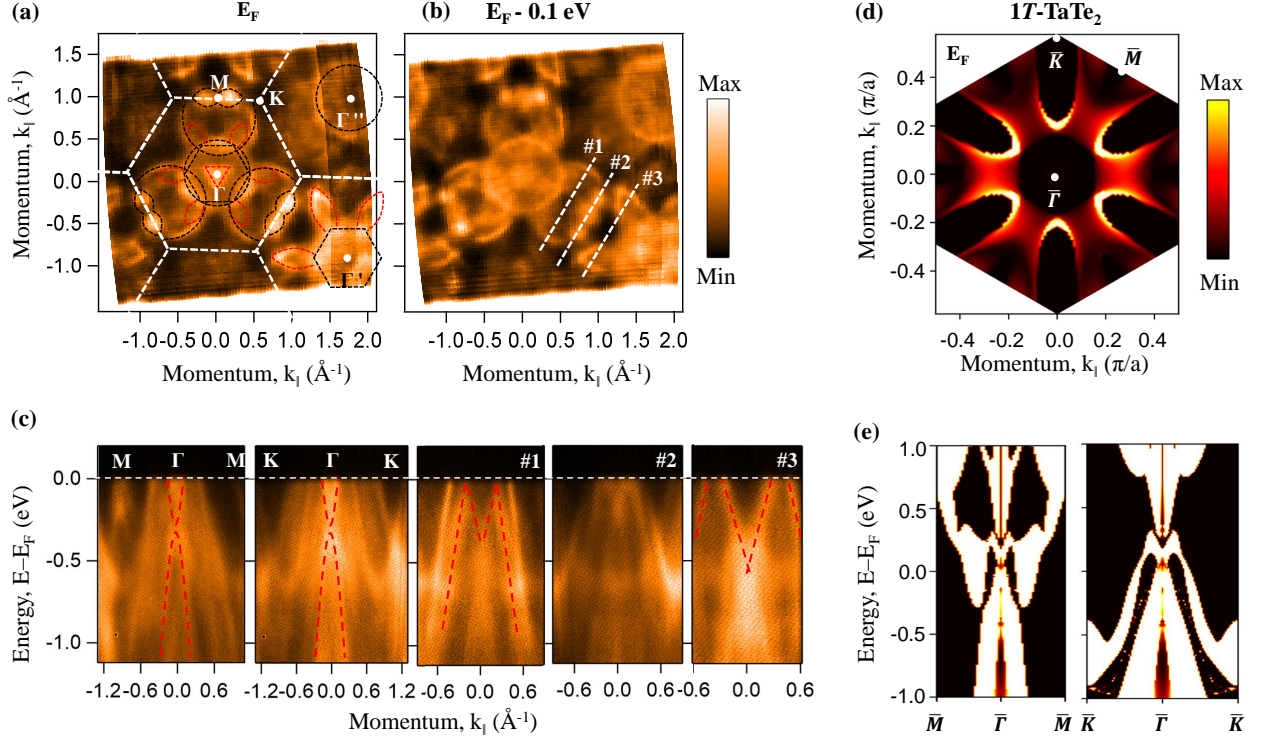 (a)
E_F
(b)
E_F - 0.1 eV
(d)
1T-TaTe₂
Momentum, k_∥ (Å⁻¹)
1.5
1.0
0.5
0.0
-0.5
-1.0
M
K
Γ''
Γ
Γ'
#1
#2
#3
Max
Min
-1.0 -0.5 0.0 0.5 1.0 1.5 2.0
-1.0 -0.5 0.0 0.5 1.0 1.5 2.0
Momentum, k_∥ (Å⁻¹)
Momentum, k_∥ (Å⁻¹)
Momentum, k_∥ (π/a)
0.4
0.2
0.0
-0.2
-0.4
E_F
K̅
M̅
Γ̅
Max
Min
-0.4 -0.2 0.0 0.2 0.4
Momentum, k_∥ (π/a)
(c)
Energy, E–E_F (eV)
0.0
-0.5
-1.0
M Γ M
K Γ K
#1
#2
#3
-1.2 -0.6 0.0 0.6
-1.2 -0.6 0.0 0.6 1.2
-0.6 0.0 0.6
-0.6 0.0 0.6
-0.6 0.0 0.6
Momentum, k_∥ (Å⁻¹)
(e)
Energy, E–E_F (eV)
1.0
0.5
0.0
-0.5
-1.0
M̅ Γ̅ M̅
K̅ Γ̅ K̅